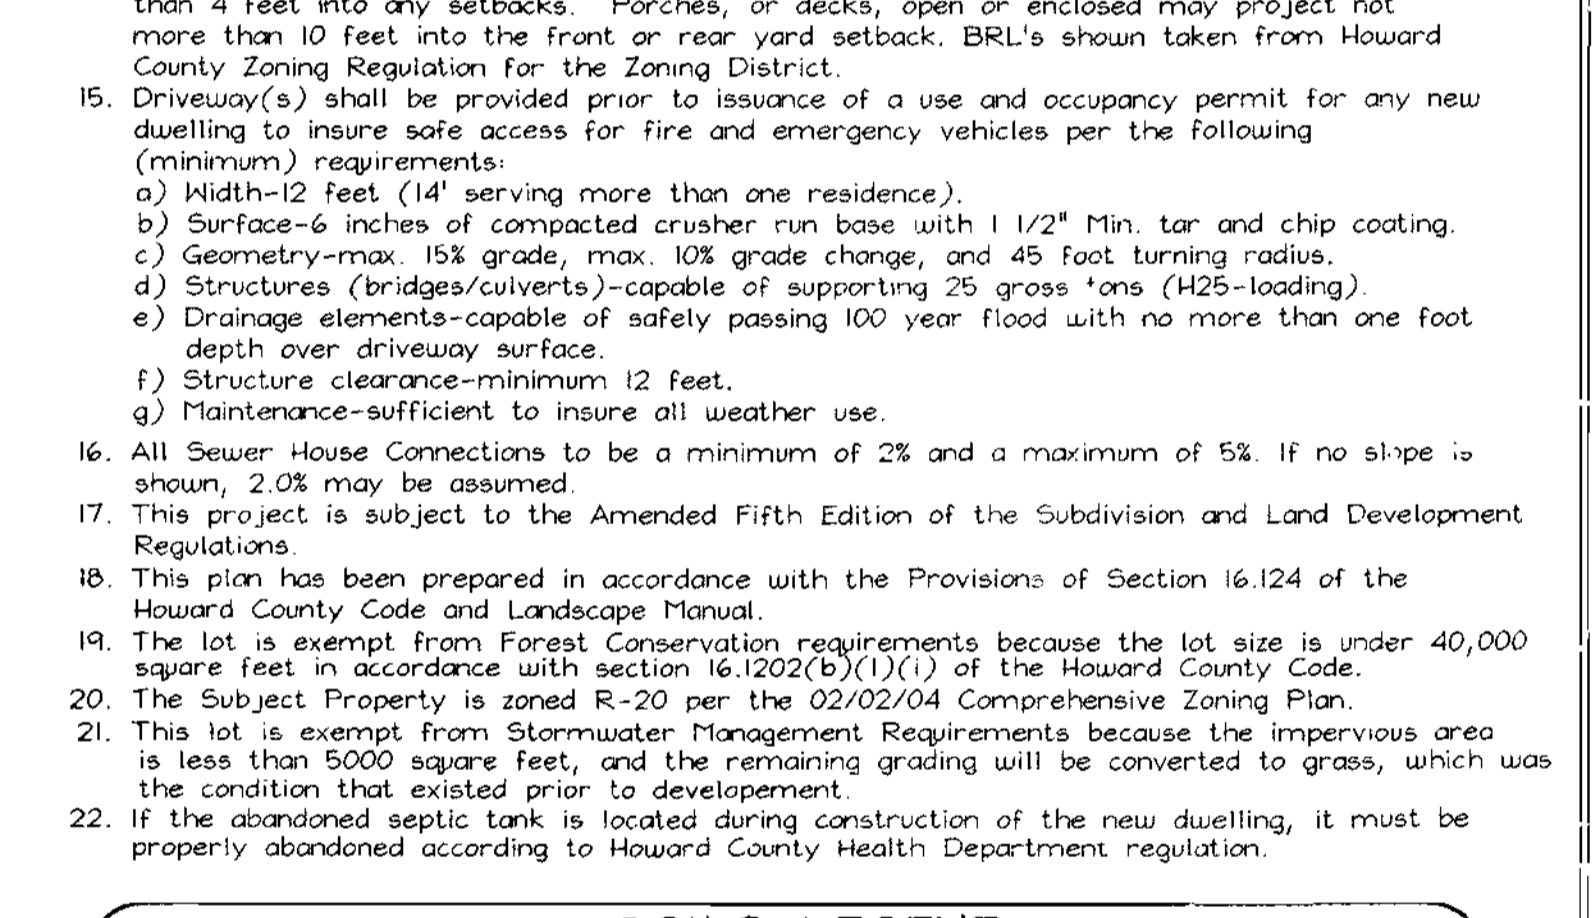 than 4 feet into any setbacks. Porches, or decks, open or enclosed may project not
more than 10 feet into the front or rear yard setback. BRL's shown taken from Howard
County Zoning Regulation for the Zoning District.
15. Driveway(s) shall be provided prior to issuance of a use and occupancy permit for any new
dwelling to insure safe access for fire and emergency vehicles per the following
(minimum) requirements:
a) Width-12 feet (14' serving more than one residence).
b) Surface-6 inches of compacted crusher run base with 1 1/2" Min. tar and chip coating.
c) Geometry-max. 15% grade, max. 10% grade change, and 45 foot turning radius.
d) Structures (bridges/culverts)-capable of supporting 25 gross tons (H25-loading).
e) Drainage elements-capable of safely passing 100 year flood with no more than one foot
depth over driveway surface.
f) Structure clearance-minimum 12 feet.
g) Maintenance-sufficient to insure all weather use.
16. All Sewer House Connections to be a minimum of 2% and a maximum of 5%. If no slope is
shown, 2.0% may be assumed.
17. This project is subject to the Amended Fifth Edition of the Subdivision and Land Development
Regulations.
18. This plan has been prepared in accordance with the Provisions of Section 16.124 of the
Howard County Code and Landscape Manual.
19. The lot is exempt from Forest Conservation requirements because the lot size is under 40,000
square feet in accordance with section 16.1202(b)(1)(i) of the Howard County Code.
20. The Subject Property is zoned R-20 per the 02/02/04 Comprehensive Zoning Plan.
21. This lot is exempt from Stormwater Management Requirements because the impervious area
is less than 5000 square feet, and the remaining grading will be converted to grass, which was
the condition that existed prior to developement.
22. If the abandoned septic tank is located during construction of the new dwelling, it must be
properly abandoned according to Howard County Health Department regulation.